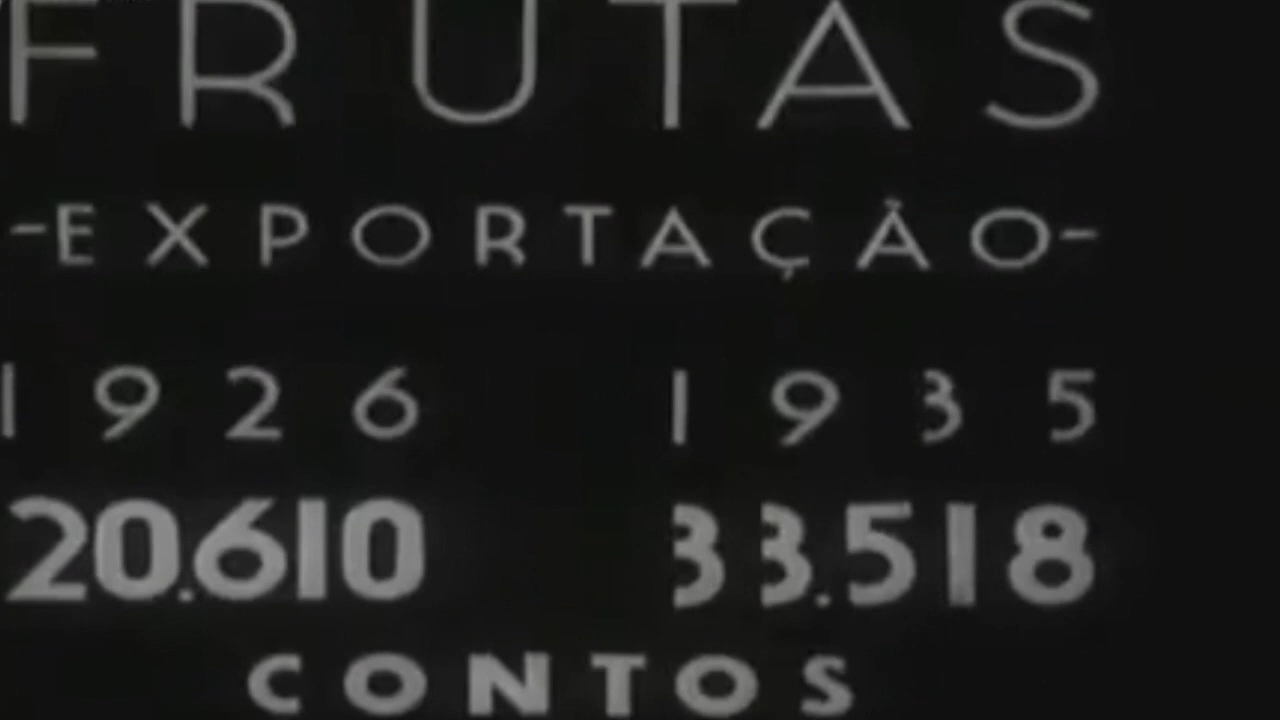 FRUTAS
-EXPORTAÇÃO-
1926 1935
20.610 33.518
CONTOS